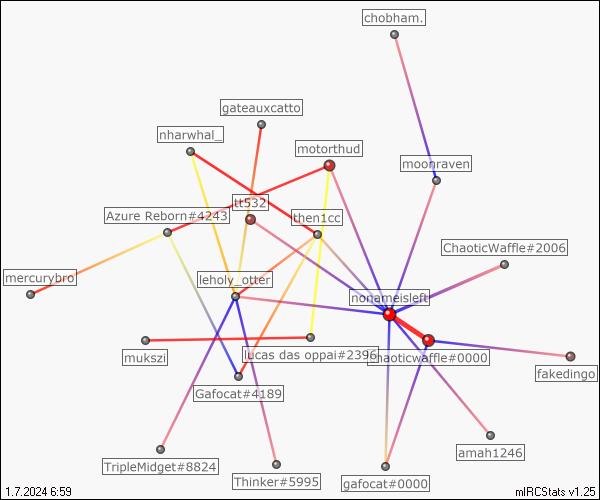 chobham.
gateauxcatto
nharwhal_
motorthud
moonraven
tt532
Azure Reborn#4243
then1cc
ChaoticWaffle#2006
mercurybro
leholy_otter
nonameisleft
mukszi
lucas das oppai#2396
chaoticwaffle#0000
fakedingo
Gafocat#4189
amah1246
TripleMidget#8824
Thinker#5995
gafocat#0000
1.7.2024 6:59
mIRCStats v1.25